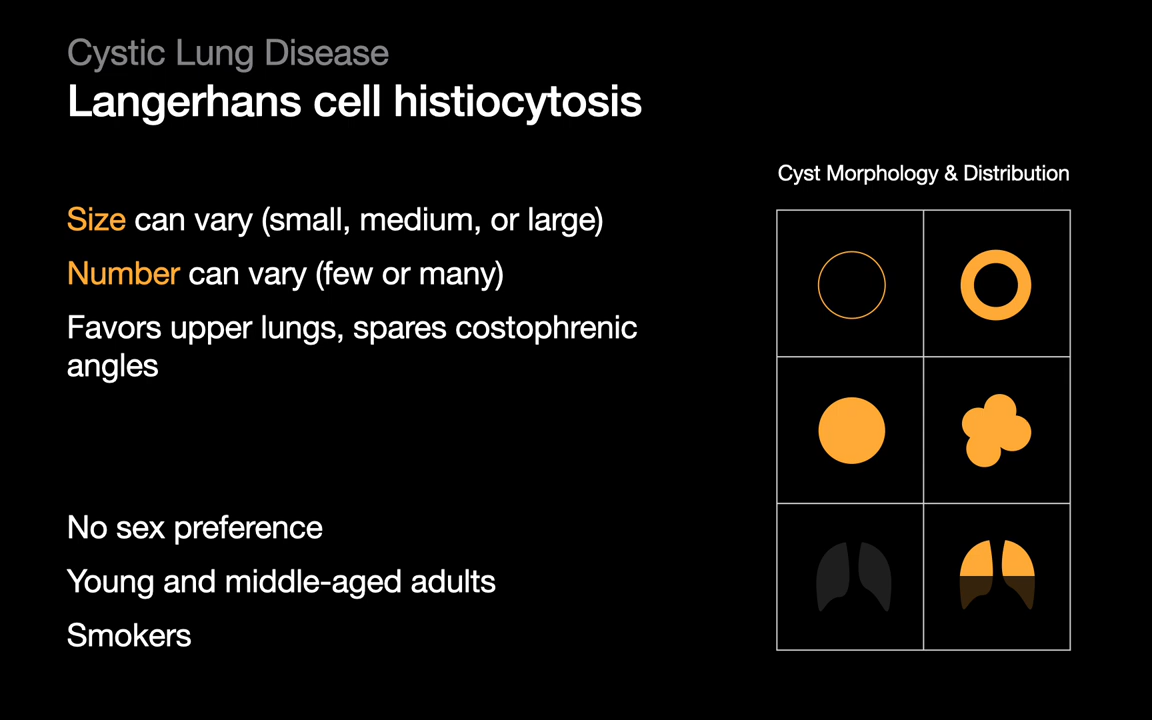 Cystic Lung Disease
Langerhans cell histiocytosis
Size can vary (small, medium, or large)
Number can vary (few or many)
Favors upper lungs, spares costophrenic
angles
No sex preference
Young and middle-aged adults
Smokers
Cyst Morphology & Distribution